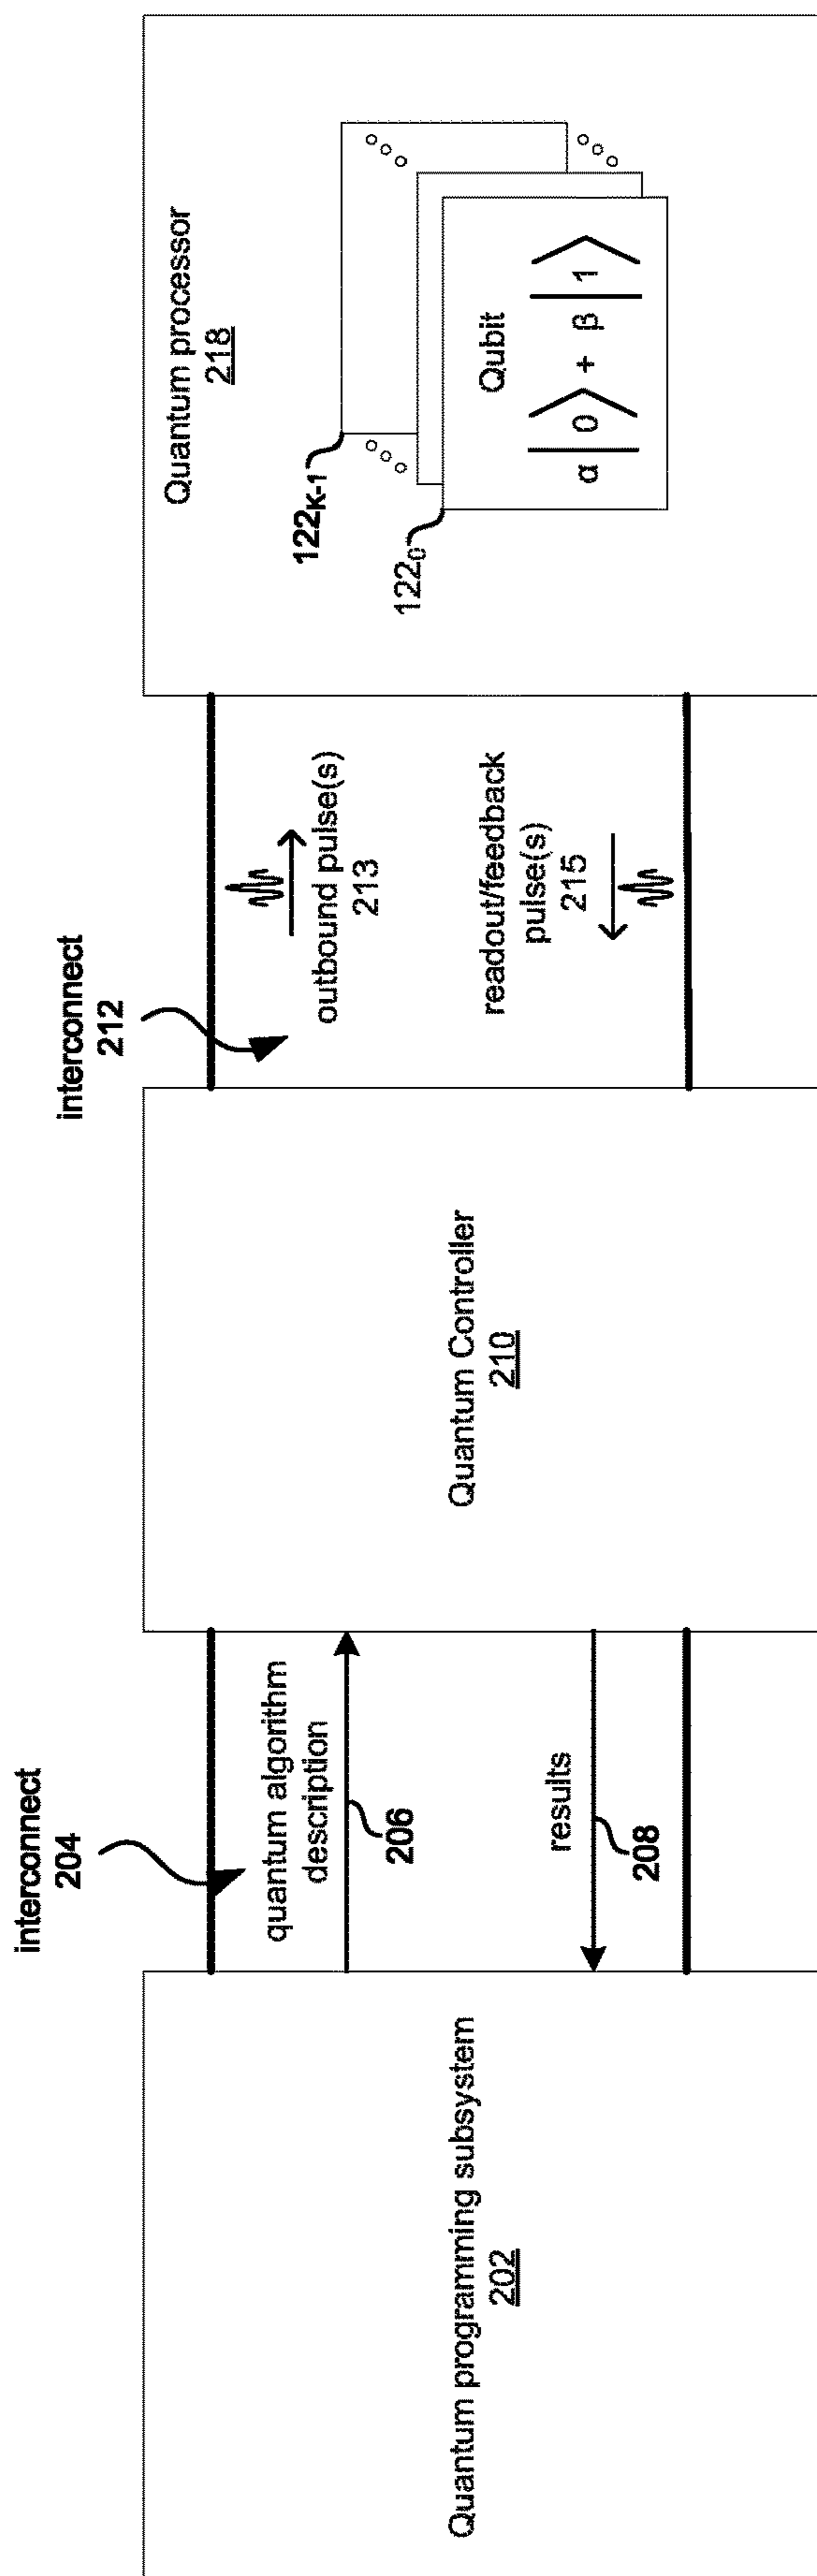 interconnect
204
interconnect
212
Quantum programming subsystem
202
quantum algorithm
description
206
results
208
Quantum Controller
210
outbound pulse(s)
213
readout/feedback
pulse(s)
215
Quantum processor
218
122K-1
1220
Qubit
α|0⟩ + β|1⟩